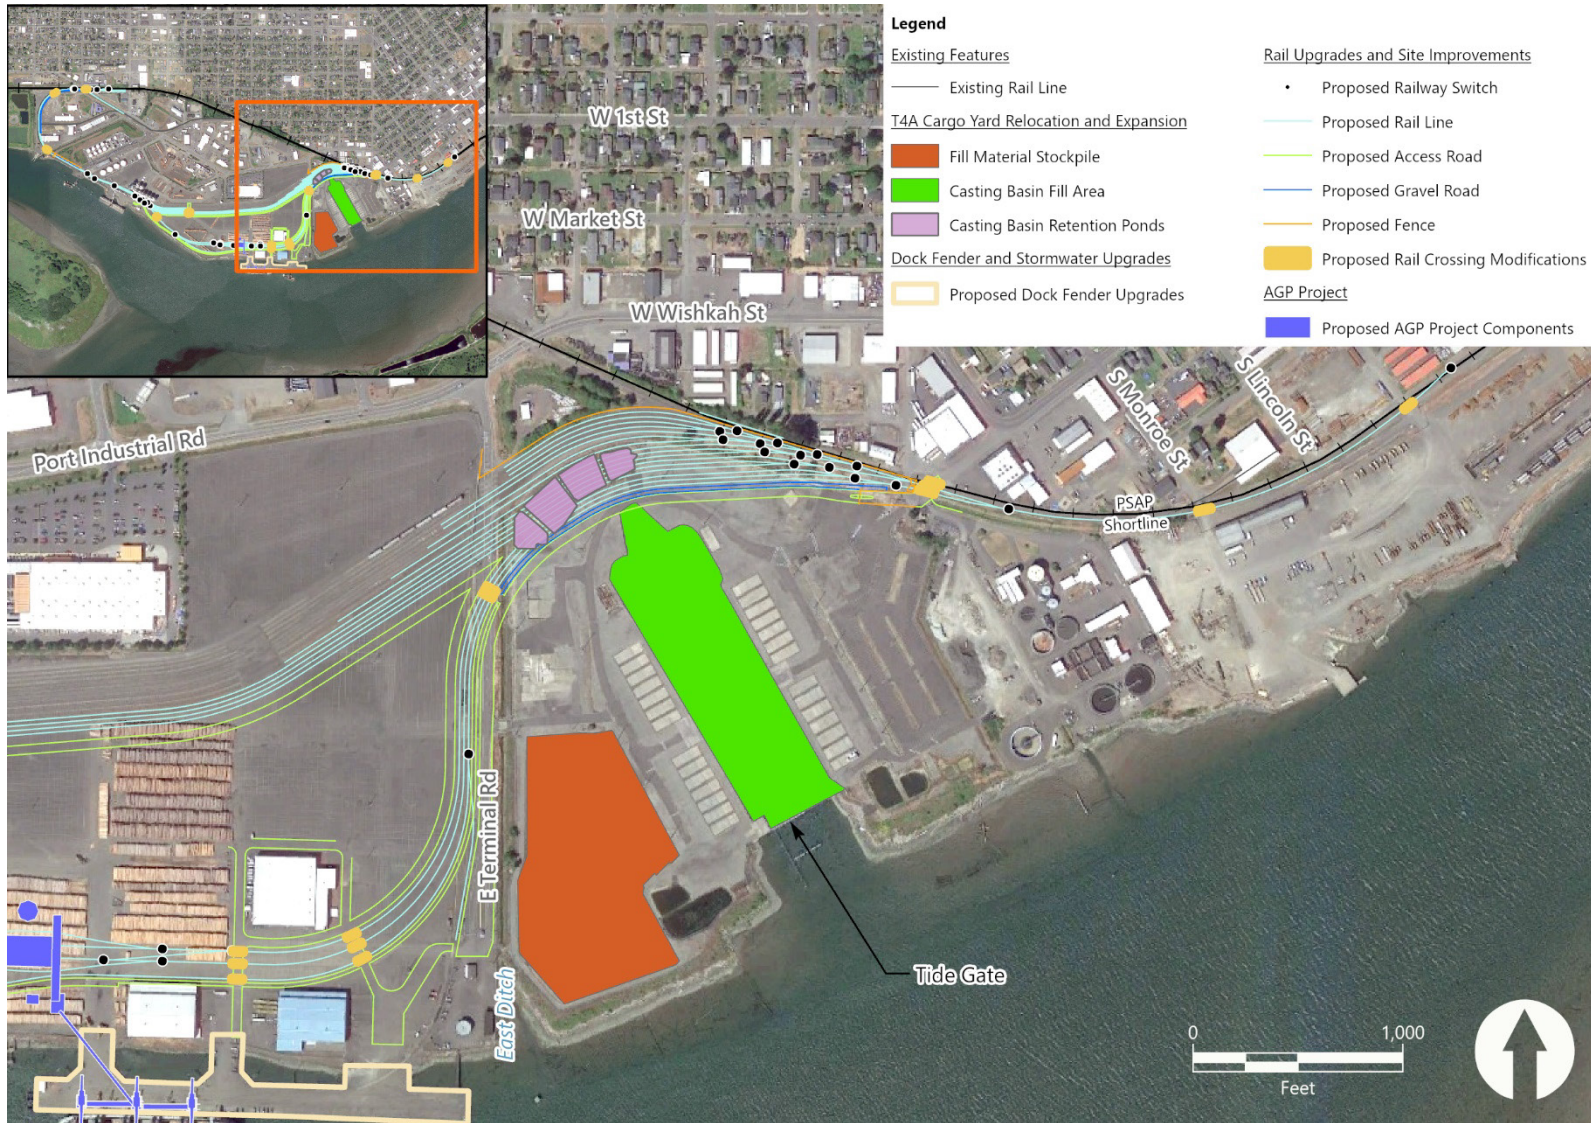 Legend
Existing Features
Existing Rail Line
T4A Cargo Yard Relocation and Expansion
Fill Material Stockpile
Casting Basin Fill Area
Casting Basin Retention Ponds
Dock Fender and Stormwater Upgrades
Proposed Dock Fender Upgrades
Rail Upgrades and Site Improvements
Proposed Railway Switch
Proposed Rail Line
Proposed Access Road
Proposed Gravel Road
Proposed Fence
Proposed Rail Crossing Modifications
AGP Project
Proposed AGP Project Components
W 1st St
W Market St
W Wishkah St
Port Industrial Rd
S Monroe St
S Lincoln St
PSAP
Shortline
E Terminal Rd
East Ditch
Tide Gate
0
1,000
Feet